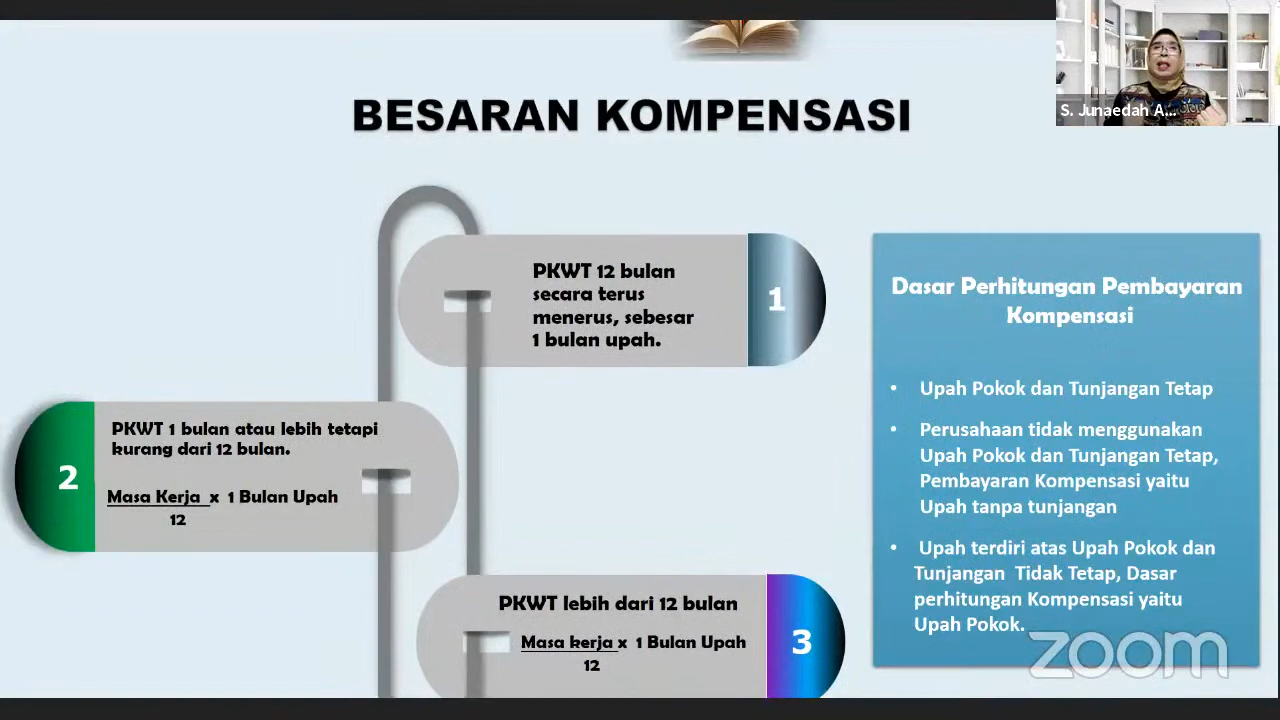 BESARAN KOMPENSASI
S. Junaedah A...
PKWT 12 bulan
secara terus
menerus, sebesar
1 bulan upah.
1
PKWT 1 bulan atau lebih tetapi
kurang dari 12 bulan.
2
Masa Kerja x 1 Bulan Upah
12
PKWT lebih dari 12 bulan
Masa kerja x 1 Bulan Upah
12
3
Dasar Perhitungan Pembayaran
Kompensasi
• Upah Pokok dan Tunjangan Tetap
• Perusahaan tidak menggunakan
Upah Pokok dan Tunjangan Tetap,
Pembayaran Kompensasi yaitu
Upah tanpa tunjangan
• Upah terdiri atas Upah Pokok dan
Tunjangan Tidak Tetap, Dasar
perhitungan Kompensasi yaitu
Upah Pokok.
zoom